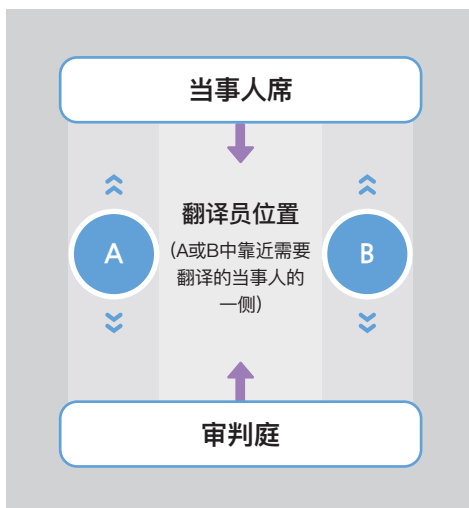 当事人席
翻译员位置
(A或B中靠近需要
翻译的当事人的
一侧)
A
B
审判庭